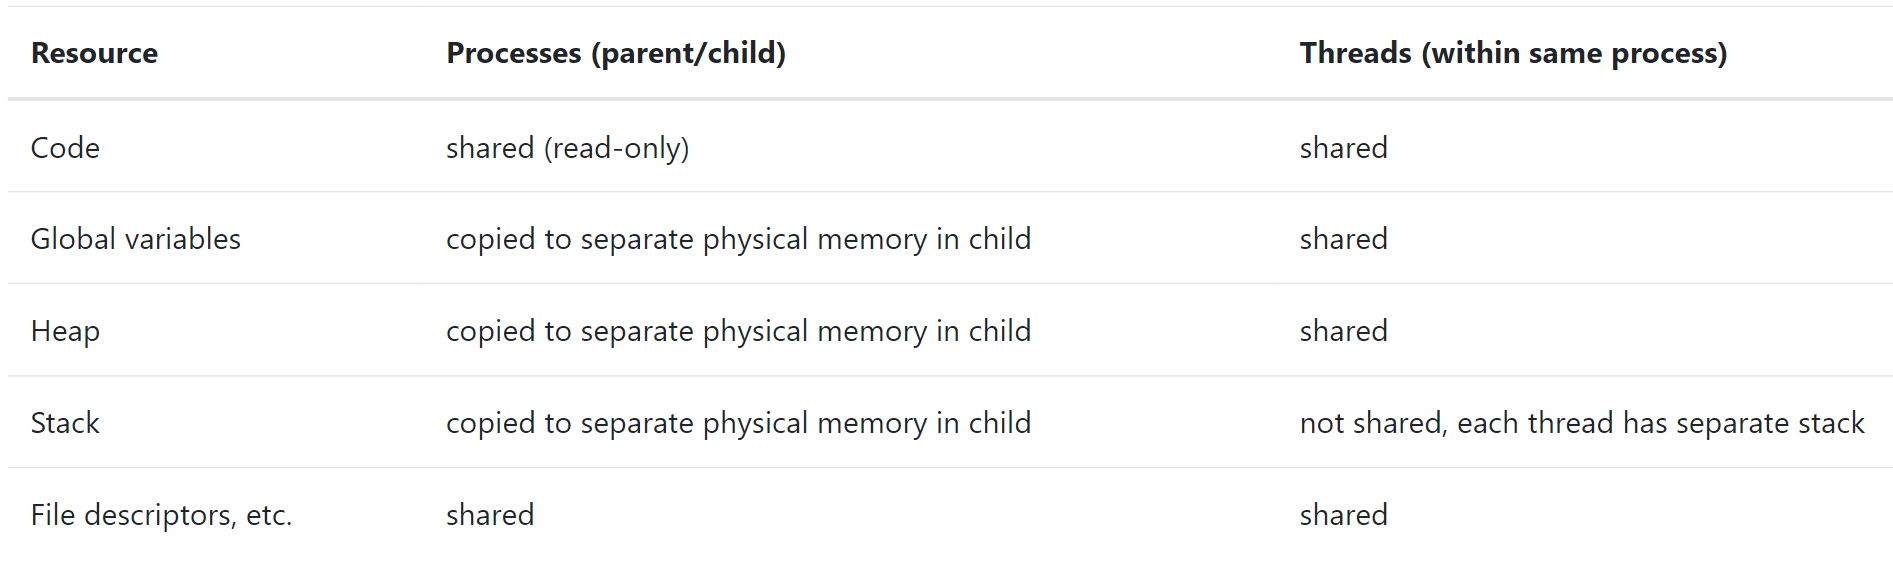 Resource Processes (parent/child) Threads (within same process)
Code shared (read-only) shared
Global variables copied to separate physical memory in child shared
Heap copied to separate physical memory in child shared
Stack copied to separate physical memory in child not shared, each thread has separate stack
File descriptors, etc. shared shared